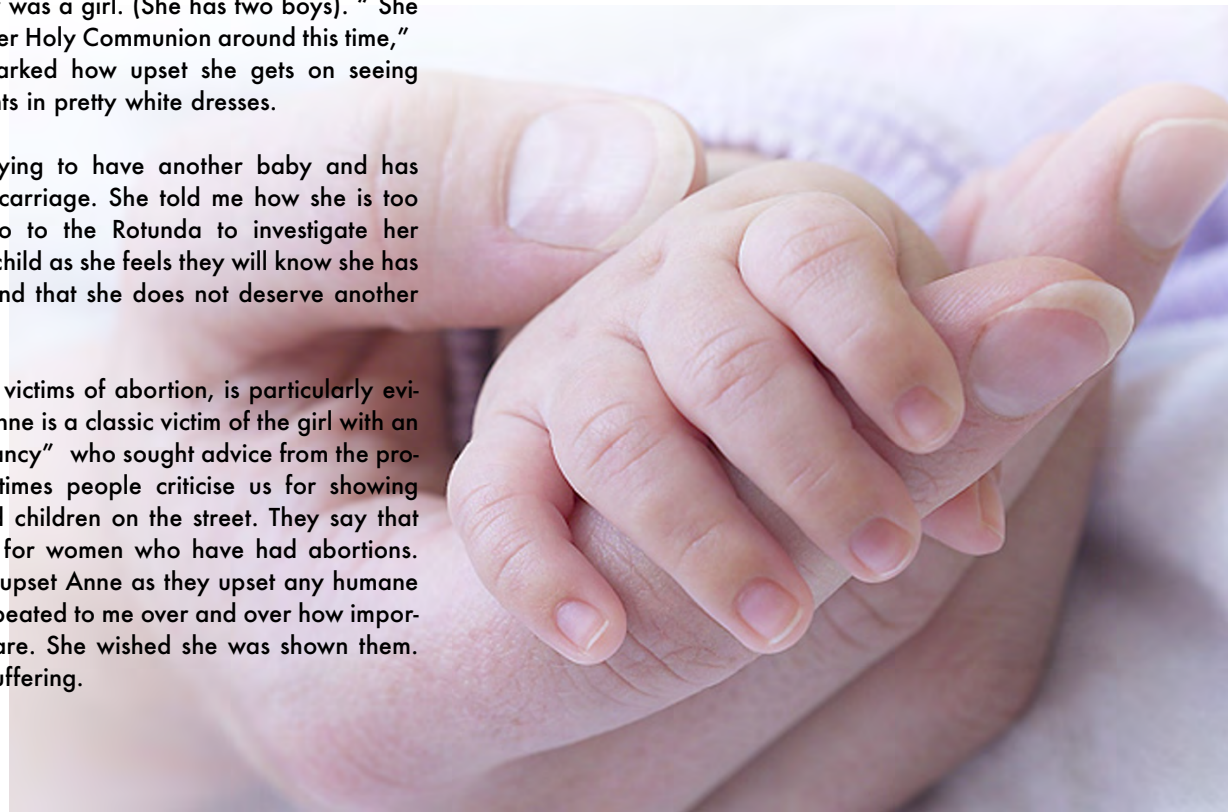 was a girl. (She has two boys). “ She
er Holy Communion around this time,”
arked how upset she gets on seeing
ts in pretty white dresses.
ying to have another baby and has
carriage. She told me how she is too
o to the Rotunda to investigate her
child as she feels they will know she has
nd that she does not deserve another
victims of abortion, is particularly evi-
nne is a classic victim of the girl with an
ancy” who sought advice from the pro-
times people criticise us for showing
children on the street. They say that
for women who have had abortions.
upset Anne as they upset any humane
peated to me over and over how impor-
are. She wished she was shown them.
uffering.